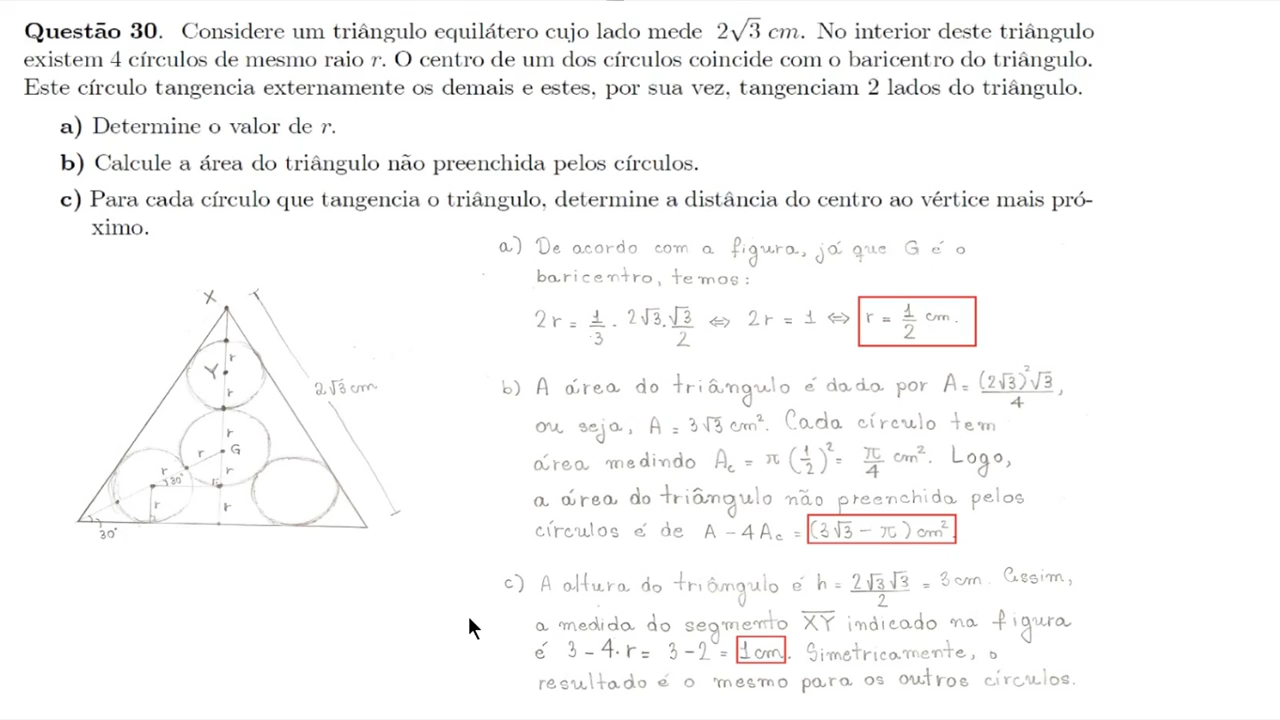 Questão 30. Considere um triângulo equilátero cujo lado mede 2√3 cm. No interior deste triângulo
existem 4 círculos de mesmo raio r. O centro de um dos círculos coincide com o baricentro do triângulo.
Este círculo tangencia externamente os demais e estes, por sua vez, tangenciam 2 lados do triângulo.
a) Determine o valor de r.
b) Calcule a área do triângulo não preenchida pelos círculos.
c) Para cada círculo que tangencia o triângulo, determine a distância do centro ao vértice mais pró-
ximo.
a) De acordo com a figura, já que G é o
baricentro, temos:
2r = 1/3 . 2√3.√3/2 ⇔ 2r = 1 ⇔ r = 1/2 cm.
b) A área do triângulo é dada por A = (2√3)²√3/4,
ou seja, A = 3√3 cm². Cada círculo tem
área medindo Ac = π (1/2)² = π/4 cm². Logo,
a área do triângulo não preenchida pelos
círculos é de A - 4Ac = (3√3 - π) cm²
c) A altura do triângulo é h = 2√3√3/2 = 3 cm. Assim,
a medida do segmento XY indicado na figura
é 3 - 4.r = 3 - 2 = 1 cm. Simetricamente, o
resultado é o mesmo para os outros círculos.
X
r
Y
2√3 cm
r
r
r
G
r
30°
r
r
r
30°